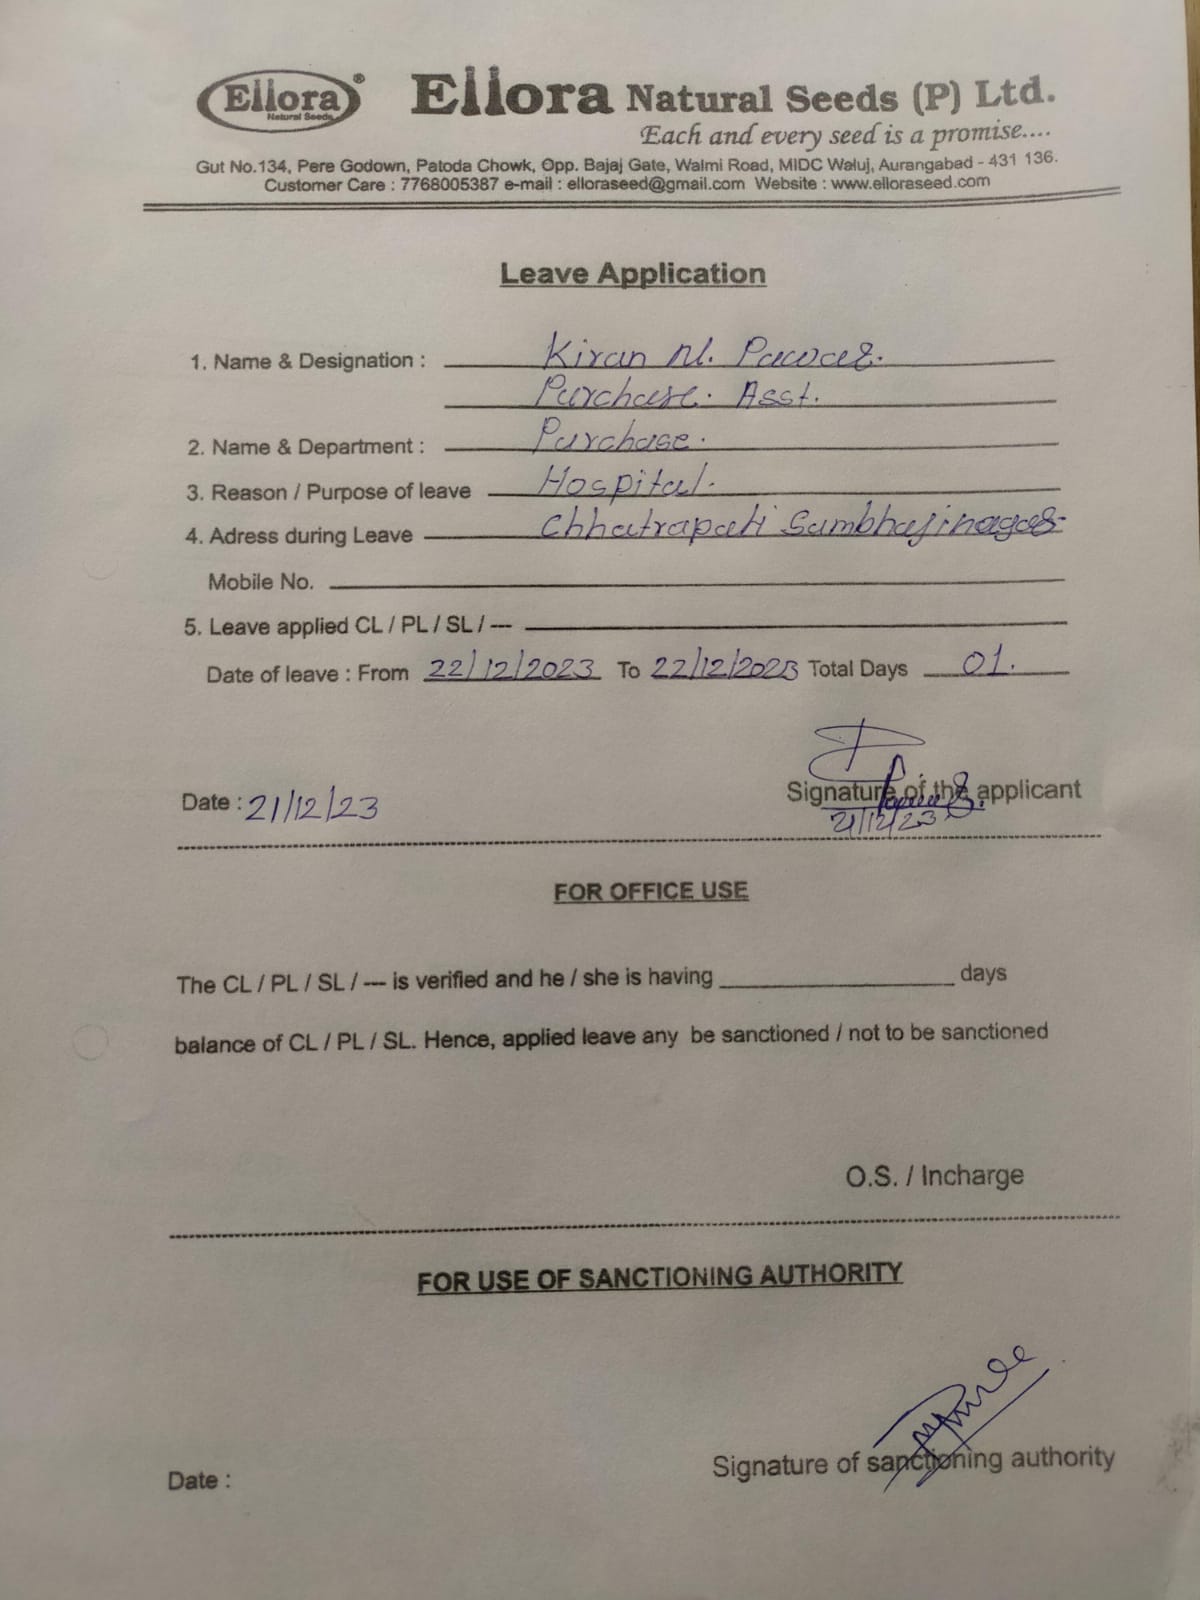 Ellora®
Natural Seeds
Ellora Natural Seeds (P) Ltd.
Each and every seed is a promise....
Gut No.134, Pere Godown, Patoda Chowk, Opp. Bajaj Gate, Walmi Road, MIDC Waluj, Aurangabad - 431 136.
Customer Care : 7768005387 e-mail : elloraseed@gmail.com Website : www.elloraseed.com
Leave Application
1. Name & Designation : Kiran M. Pawar.
Purchase. Asst.
2. Name & Department : Purchase.
3. Reason / Purpose of leave Hospital.
4. Adress during Leave Chhatrapati Sambhajinagar
Mobile No.
5. Leave applied CL / PL / SL / ---
Date of leave : From 22/12/2023 To 22/12/2023 Total Days 01.
Date : 21/12/23
Signature of the applicant
21/12/23
FOR OFFICE USE
The CL / PL / SL / --- is verified and he / she is having days
balance of CL / PL / SL. Hence, applied leave any be sanctioned / not to be sanctioned
O.S. / Incharge
FOR USE OF SANCTIONING AUTHORITY
Date :
Signature of sanctioning authority